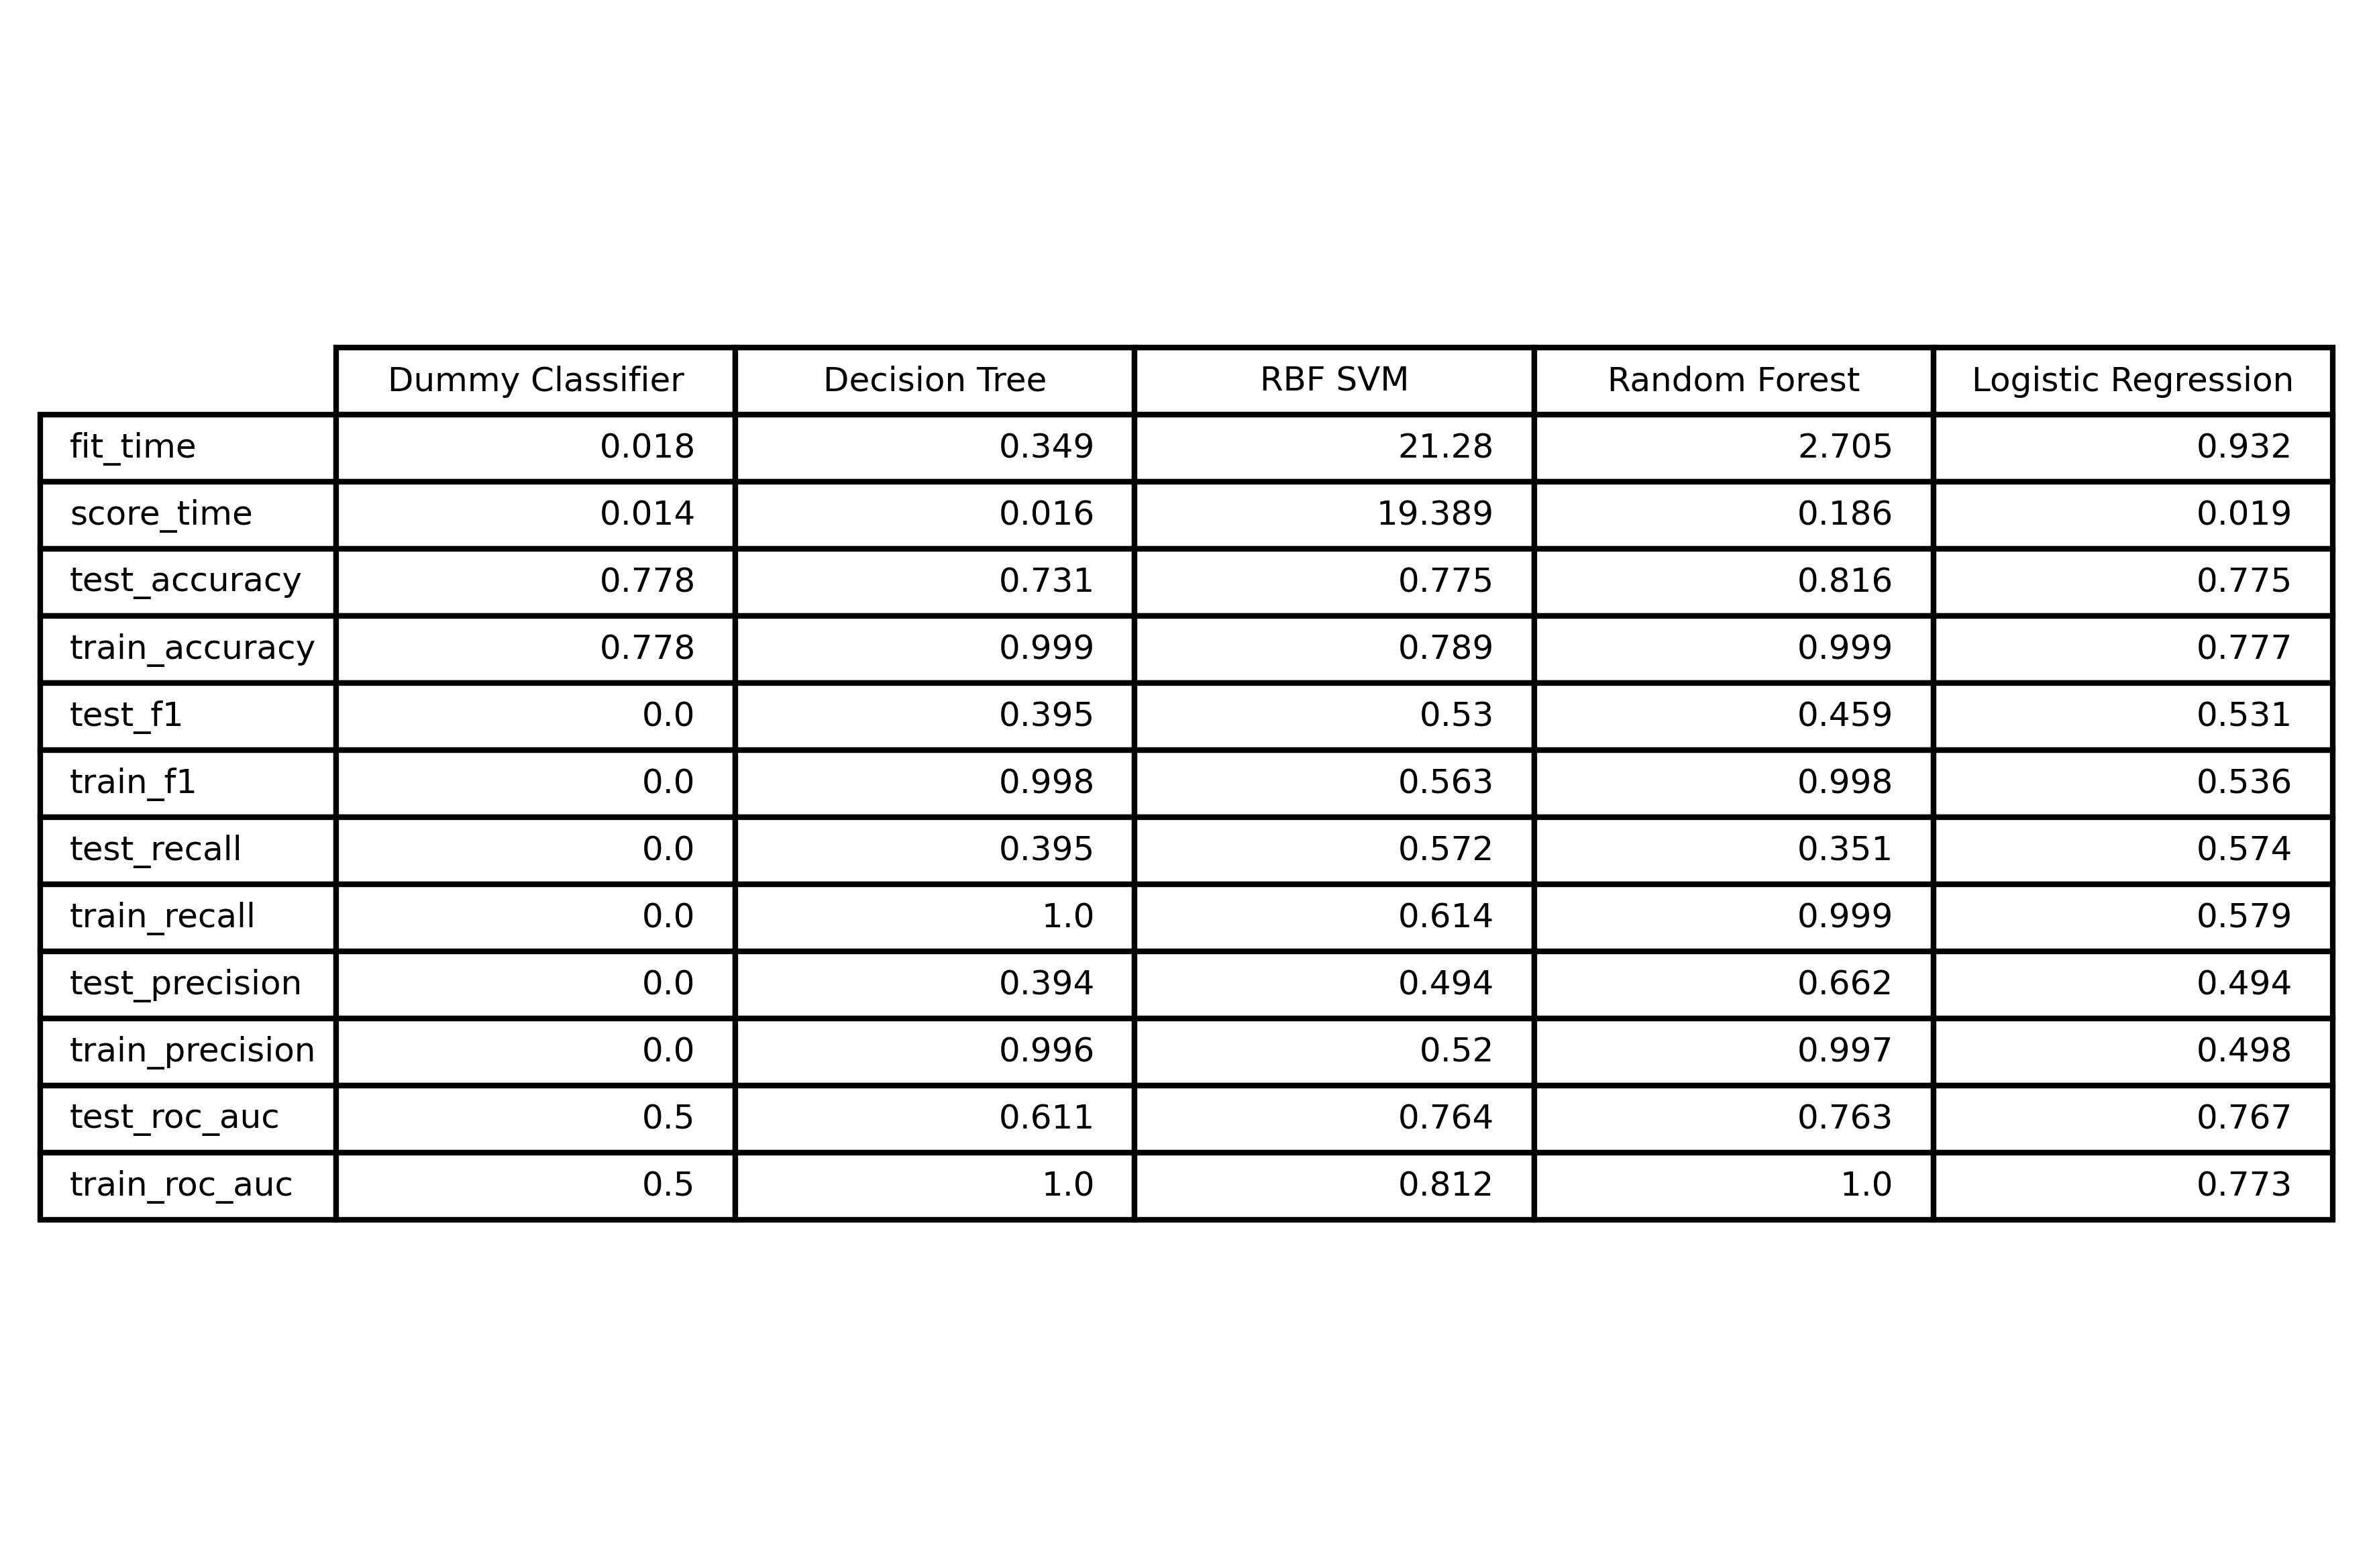 Dummy Classifier Decision Tree RBF SVM Random Forest Logistic Regression
fit_time 0.018 0.349 21.28 2.705 0.932
score_time 0.014 0.016 19.389 0.186 0.019
test_accuracy 0.778 0.731 0.775 0.816 0.775
train_accuracy 0.778 0.999 0.789 0.999 0.777
test_f1 0.0 0.395 0.53 0.459 0.531
train_f1 0.0 0.998 0.563 0.998 0.536
test_recall 0.0 0.395 0.572 0.351 0.574
train_recall 0.0 1.0 0.614 0.999 0.579
test_precision 0.0 0.394 0.494 0.662 0.494
train_precision 0.0 0.996 0.52 0.997 0.498
test_roc_auc 0.5 0.611 0.764 0.763 0.767
train_roc_auc 0.5 1.0 0.812 1.0 0.773